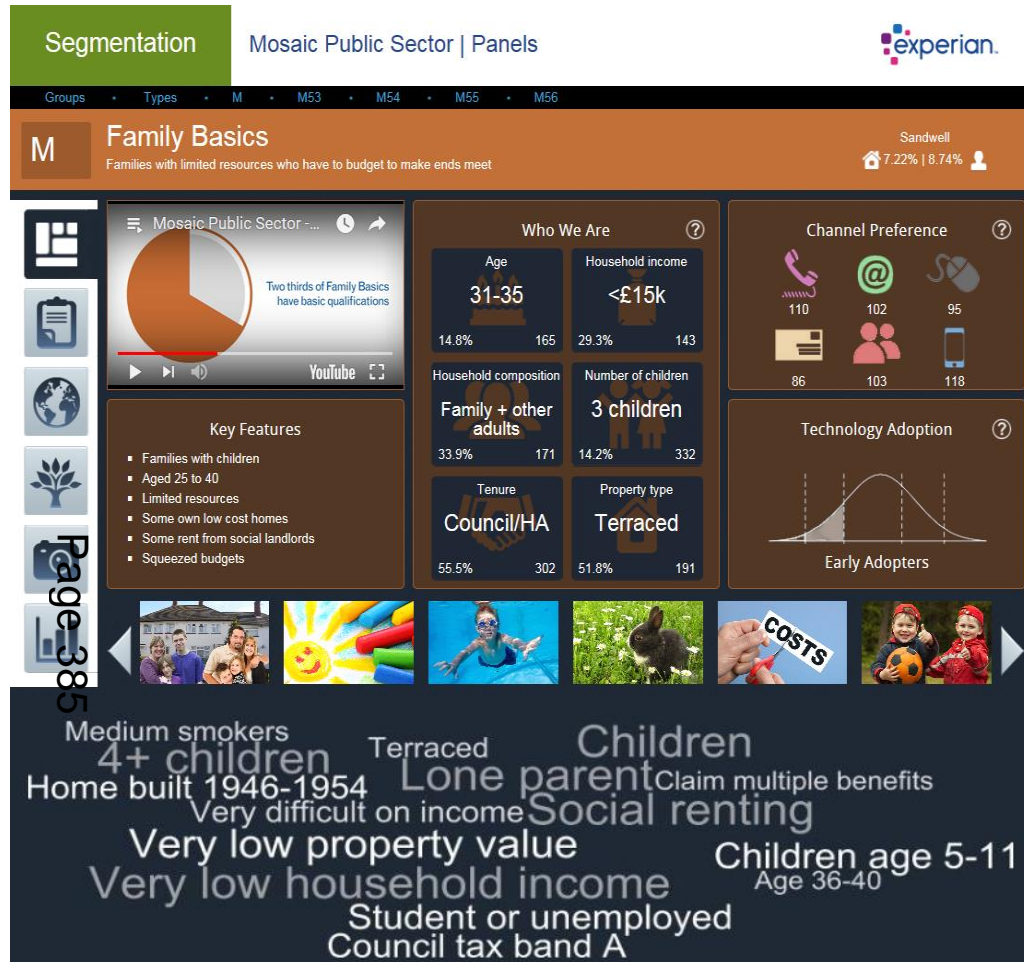 Segmentation
Mosaic Public Sector | Panels
experian.
Groups • Types • M • M53 • M54 • M55 • M56
M
Family Basics
Families with limited resources who have to budget to make ends meet
Sandwell
7.22% | 8.74%
Mosaic Public Sector -...
Two thirds of Family Basics
have basic qualifications
YouTube
Key Features
Families with children
Aged 25 to 40
Limited resources
Some own low cost homes
Some rent from social landlords
Squeezed budgets
Who We Are
?
Age
31-35
14.8% 165
Household income
<£15k
29.3% 143
Household composition
Family + other
adults
33.9% 171
Number of children
3 children
14.2% 332
Tenure
Council/HA
55.5% 302
Property type
Terraced
51.8% 191
Channel Preference
?
@
110 102 95
86 103 118
Technology Adoption
?
Early Adopters
Page 385
COSTS
Medium smokers
4+ children
Terraced
Children
Home built 1946-1954
Lone parent
Claim multiple benefits
Very difficult on income
Social renting
Very low property value
Children age 5-11
Very low household income
Age 36-40
Student or unemployed
Council tax band A